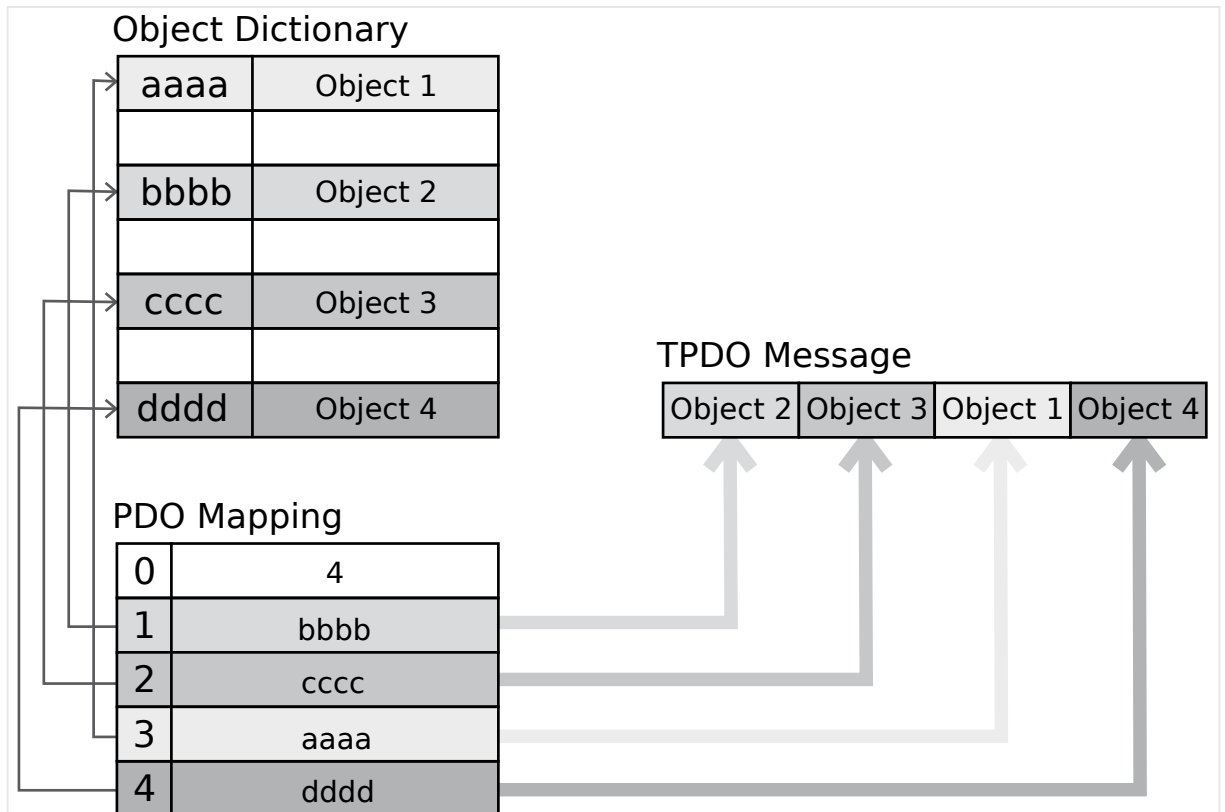 Object Dictionary
aaaa Object 1
bbbb Object 2
cccc Object 3
dddd Object 4
TPDO Message
Object 2 Object 3 Object 1 Object 4
PDO Mapping
0 4
1 bbbb
2 cccc
3 aaaa
4 dddd